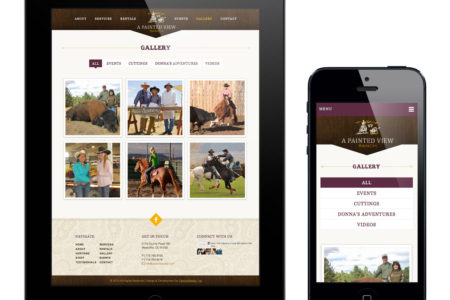 ABOUT SERVICES RENTALS EVENTS GALLERY CONTACT
A PAINTED VIEW
RANCH
GALLERY
ALL EVENTS CUTTINGS DONNA'S ADVENTURES VIDEOS
NAVIGATE
HOME SERVICES
ABOUT RENTALS
EVENTS
GALLERY
TESTIMONIALS CONTACT
GET IN TOUCH
CONNECT WITH US
MENU
A PAINTED VIEW
RANCH
GALLERY
ALL
EVENTS
CUTTINGS
DONNA'S ADVENTURES
VIDEOS